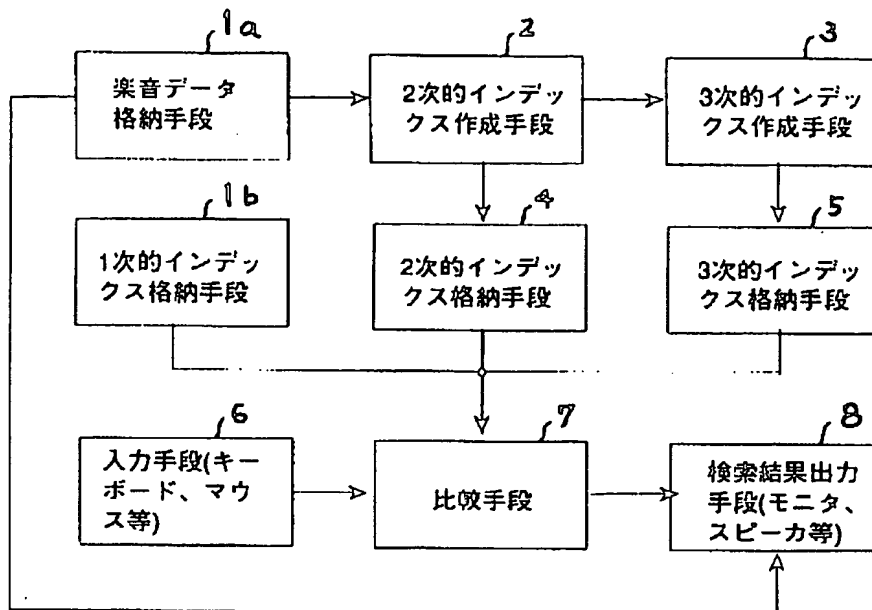 1a
楽音データ
格納手段
2
2次的インデッ
クス作成手段
3
3次的インデッ
クス作成手段
1b
1次的インデッ
クス格納手段
4
2次的インデッ
クス格納手段
5
3次的インデッ
クス格納手段
6
入力手段(キー
ボード、マウ
ス等)
7
比較手段
8
検索結果出力
手段(モニタ、
スピーカ等)